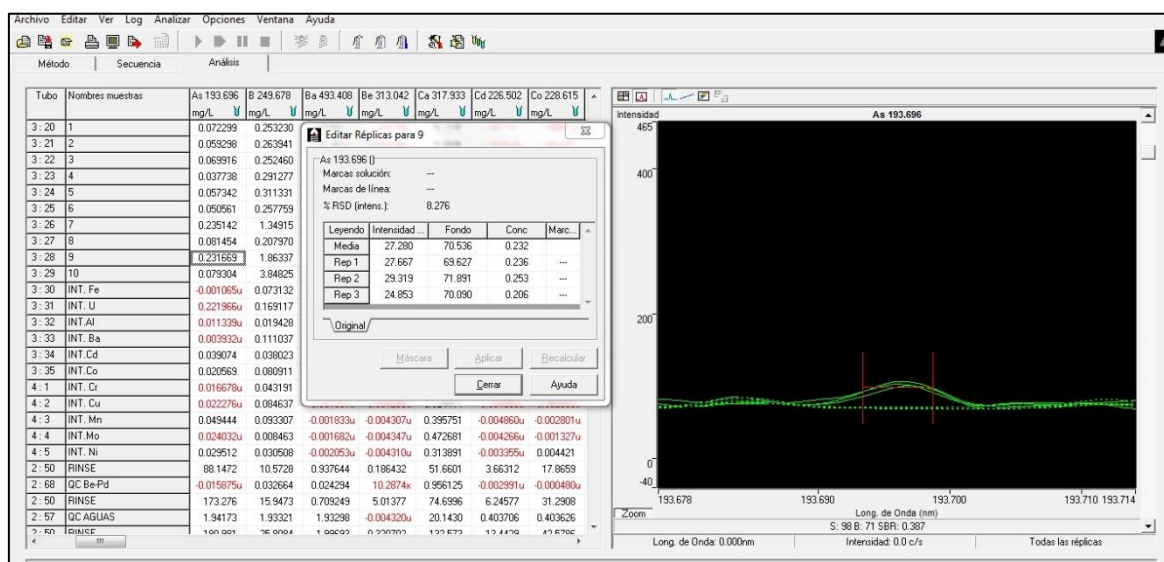 Archivo Editar Ver Log Analizar Opciones Ventana Ayuda
Método Secuencia Análisis
Tubo Nombres muestras As 193.696 B 249.678 Ba 493.408 Be 313.042 Ca 317.933 Cd 226.502 Co 228.615
mg/L mg/L mg/L mg/L mg/L mg/L mg/L
3 : 20 1 0.072299 0.253230
3 : 21 2 0.059298 0.263941
3 : 22 3 0.069916 0.252460
3 : 23 4 0.037738 0.291277
3 : 24 5 0.057342 0.311331
3 : 25 6 0.050561 0.257759
3 : 26 7 0.235142 1.34915
3 : 27 8 0.081454 0.207970
3 : 28 9 0.231669 1.86337
3 : 29 10 0.079304 3.84825
3 : 30 INT. Fe -0.001065u 0.073132
3 : 31 INT. U 0.221966u 0.169117
3 : 32 INT.Al 0.011339u 0.019428
3 : 33 INT. Ba 0.003932u 0.111037
3 : 34 INT.Cd 0.039074 0.038023
3 : 35 INT.Co 0.020569 0.080911
4 : 1 INT. Cr 0.016678u 0.043191
4 : 2 INT. Cu 0.022276u 0.084637
4 : 3 INT. Mn 0.049444 0.093307 -0.001833u -0.004307u 0.395751 -0.004860u -0.002801u
4 : 4 INT.Mo 0.024032u 0.008463 -0.001682u -0.004347u 0.472681 -0.004266u -0.001327u
4 : 5 INT. Ni 0.029512 0.030508 -0.002053u -0.004310u 0.313891 -0.003355u 0.004421
2 : 50 RINSE 88.1472 10.5728 0.937644 0.186432 51.6601 3.66312 17.8659
2 : 68 QC Be-Pd -0.015875u 0.032664 0.024294 10.2874x 0.956125 -0.002991u -0.000480u
2 : 50 RINSE 173.276 15.9473 0.709249 5.01377 74.6996 6.24577 31.2908
2 : 57 QC AGUAS 1.94173 1.93321 1.93298 -0.004320u 20.1430 0.403706 0.403626
2 : 50 RINSE
Editar Réplicas para 9
As 193.696 ()
Marcas solución: ---
Marcas de línea: ---
% RSD (intens.): 8.276
Leyendo Intensidad ... Fondo Conc Marc...
Media 27.280 70.536 0.232
Rep 1 27.667 69.627 0.236 ---
Rep 2 29.319 71.891 0.253 ---
Rep 3 24.853 70.090 0.206 ---
Original
Máscara Aplicar Recalcular
Cerrar Ayuda
Intensidad As 193.696
465
400
200
0
-40
193.678 193.690 193.700 193.710 193.714
Zoom Long. de Onda (nm)
S: 98 B: 71 SBR: 0.387
Long. de Onda: 0.000nm Intensidad: 0.0 c/s Todas las réplicas